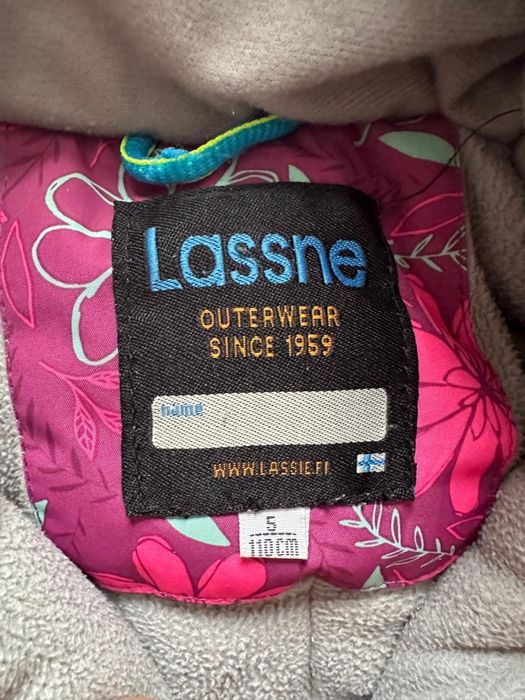 Lassne
OUTERWEAR
SINCE 1959
name
WWW.LASSIE.FI
5
110CM